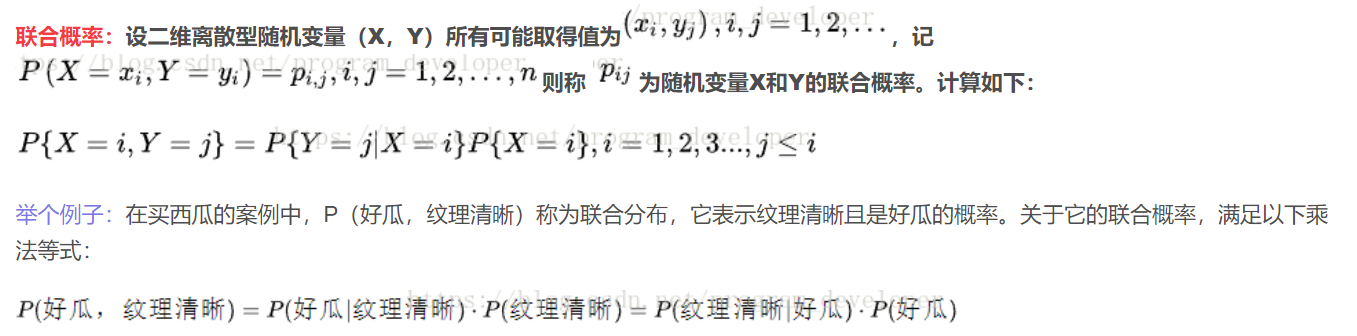 联合概率：设二维离散型随机变量（X，Y）所有可能取得值为(x_i, y_j), i, j = 1, 2, …，记
P(X = x_i, Y = y_i) = p_{i,j}, i, j = 1, 2, …, n 则称 p_{ij} 为随机变量X和Y的联合概率。计算如下：
P{X = i, Y = j} = P{Y = j|X = i}P{X = i}, i = 1, 2, 3..., j ≤ i
举个例子：在买西瓜的案例中，P（好瓜，纹理清晰）称为联合分布，它表示纹理清晰且是好瓜的概率。关于它的联合概率，满足以下乘
法等式：
P(好瓜，纹理清晰) = P(好瓜|纹理清晰) · P(纹理清晰) = P(纹理清晰|好瓜) · P(好瓜)